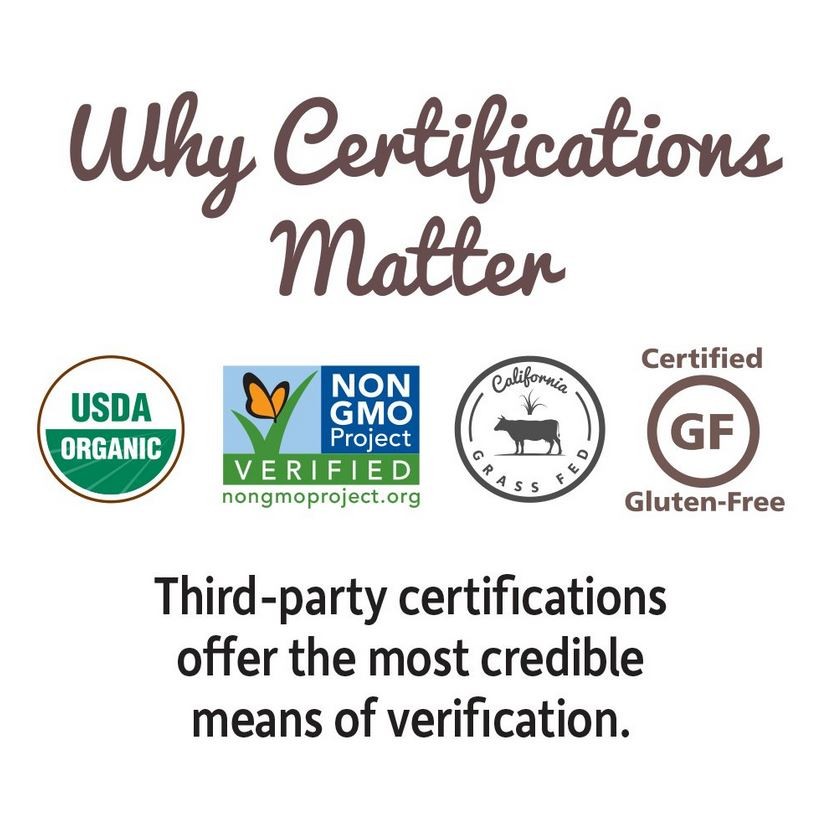 Why Certifications
Matter
USDA
ORGANIC
NON
GMO
Project
VERIFIED
nongmoproject.org
California
GRASS FED
Certified
GF
Gluten-Free
Third-party certifications
offer the most credible
means of verification.